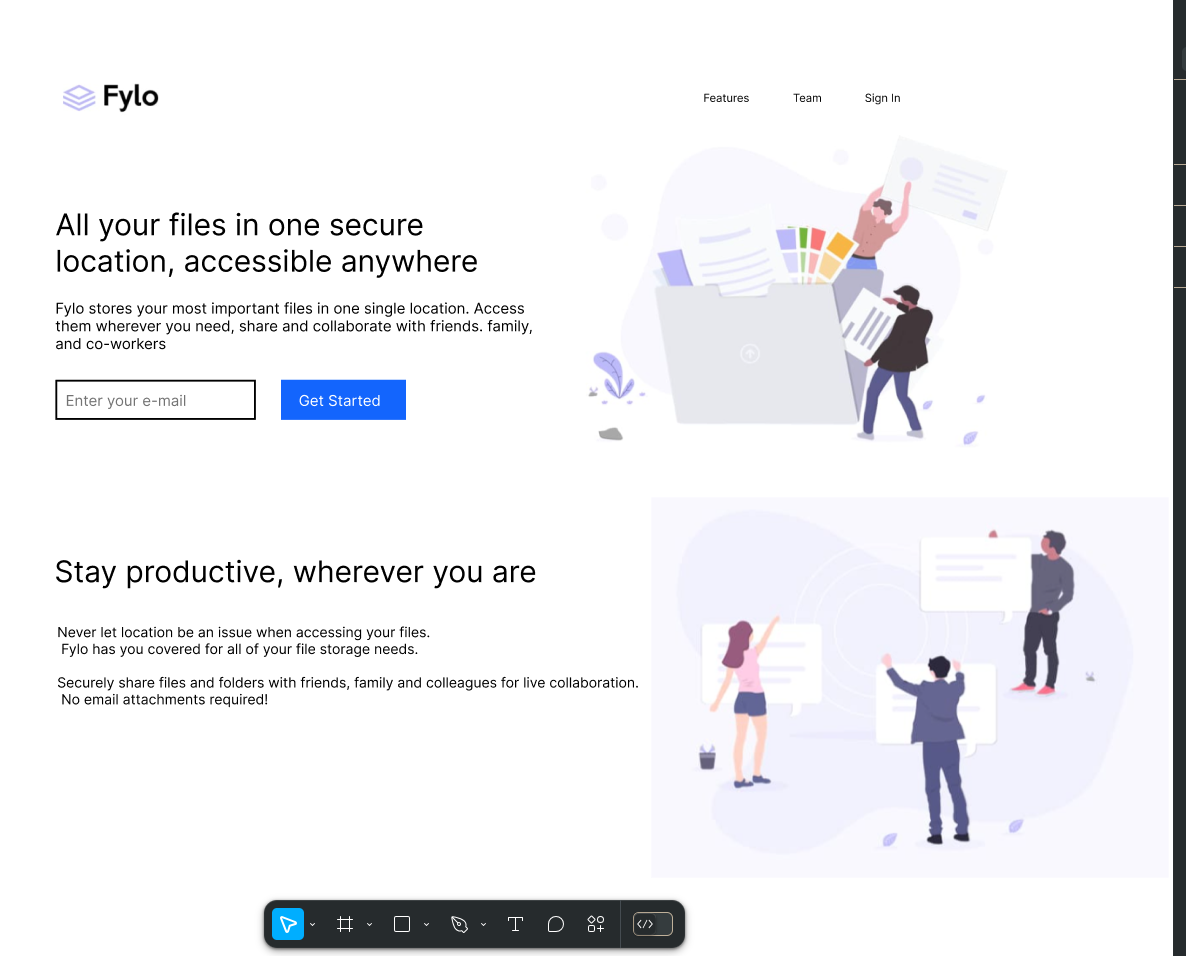 Fylo
Features Team Sign In
All your files in one secure
location, accessible anywhere
Fylo stores your most important files in one single location. Access
them wherever you need, share and collaborate with friends. family,
and co-workers
Enter your e-mail Get Started
Stay productive, wherever you are
Never let location be an issue when accessing your files.
Fylo has you covered for all of your file storage needs.
Securely share files and folders with friends, family and colleagues for live collaboration.
No email attachments required!